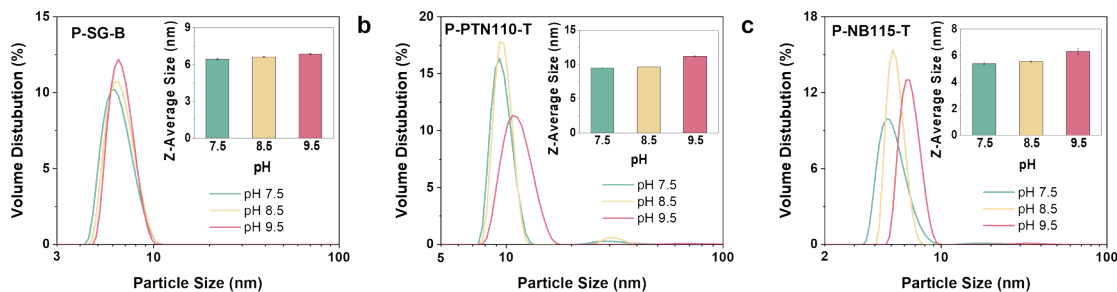 P-SG-B
Volume Distubution (%)
15
10
5
0
3
10
100
Particle Size (nm)
Z-Average Size (nm)
9
6
3
0
7.5
8.5
9.5
pH
pH 7.5
pH 8.5
pH 9.5
b
P-PTN110-T
Volume Distubution (%)
20
15
10
5
0
5
10
100
Particle Size (nm)
Z-Average Size (nm)
15
10
5
0
7.5
8.5
9.5
pH
pH 7.5
pH 8.5
pH 9.5
c
P-NB115-T
Volume Distubution (%)
18
12
6
0
2
10
100
Particle Size (nm)
Z-Average Size (nm)
8
6
4
2
0
7.5
8.5
9.5
pH
pH 7.5
pH 8.5
pH 9.5